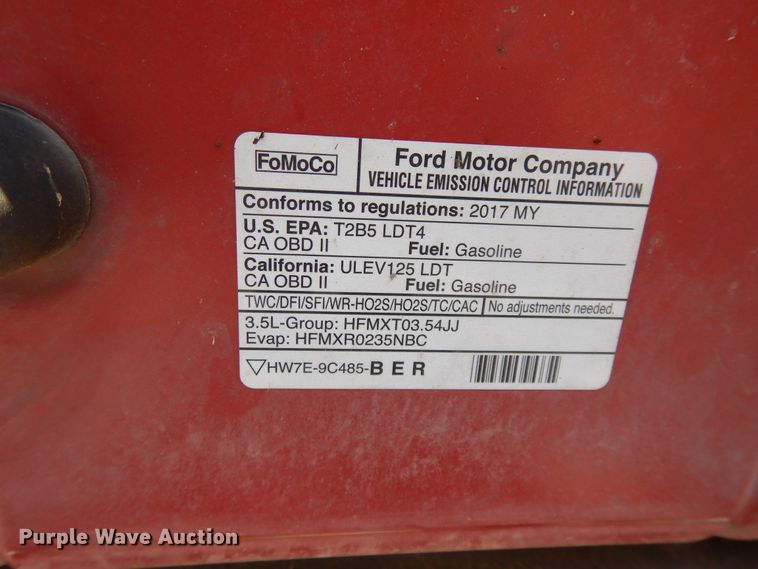 FoMoCo
Ford Motor Company
VEHICLE EMISSION CONTROL INFORMATION
Conforms to regulations: 2017 MY
U.S. EPA: T2B5 LDT4
CA OBD II Fuel: Gasoline
California: ULEV125 LDT
CA OBD II Fuel: Gasoline
TWC/DFI/SFI/WR-HO2S/HO2S/TC/CAC No adjustments needed.
3.5L-Group: HFMXT03.54JJ
Evap: HFMXR0235NBC
▽HW7E-9C485-BER
Purple Wave Auction®